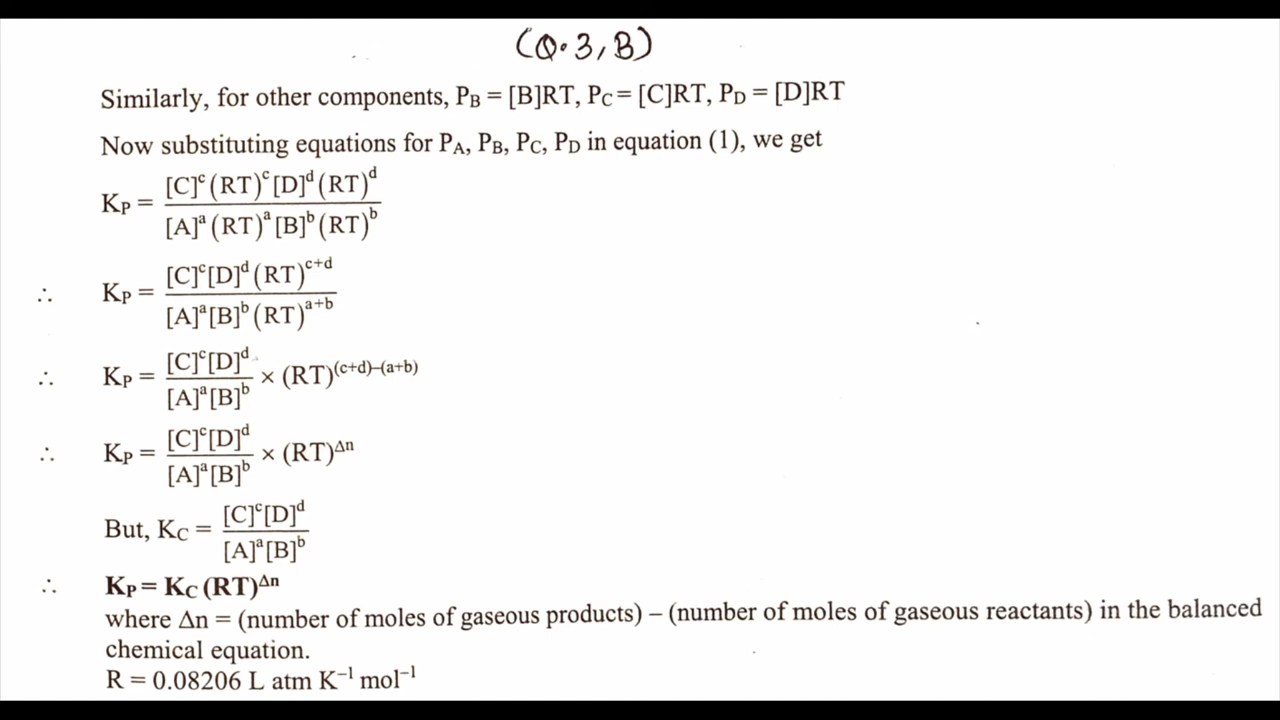 (Q.3, B)
Similarly, for other components, P_B = [B]RT, P_C = [C]RT, P_D = [D]RT
Now substituting equations for P_A, P_B, P_C, P_D in equation (1), we get
K_P = [C]^c (RT)^c [D]^d (RT)^d / [A]^a (RT)^a [B]^b (RT)^b
∴ K_P = [C]^c [D]^d (RT)^(c+d) / [A]^a [B]^b (RT)^(a+b)
∴ K_P = [C]^c [D]^d / [A]^a [B]^b × (RT)^((c+d)–(a+b))
∴ K_P = [C]^c [D]^d / [A]^a [B]^b × (RT)^Δn
But, K_C = [C]^c [D]^d / [A]^a [B]^b
∴ K_P = K_C (RT)^Δn
where Δn = (number of moles of gaseous products) – (number of moles of gaseous reactants) in the balanced
chemical equation.
R = 0.08206 L atm K^–1 mol^–1